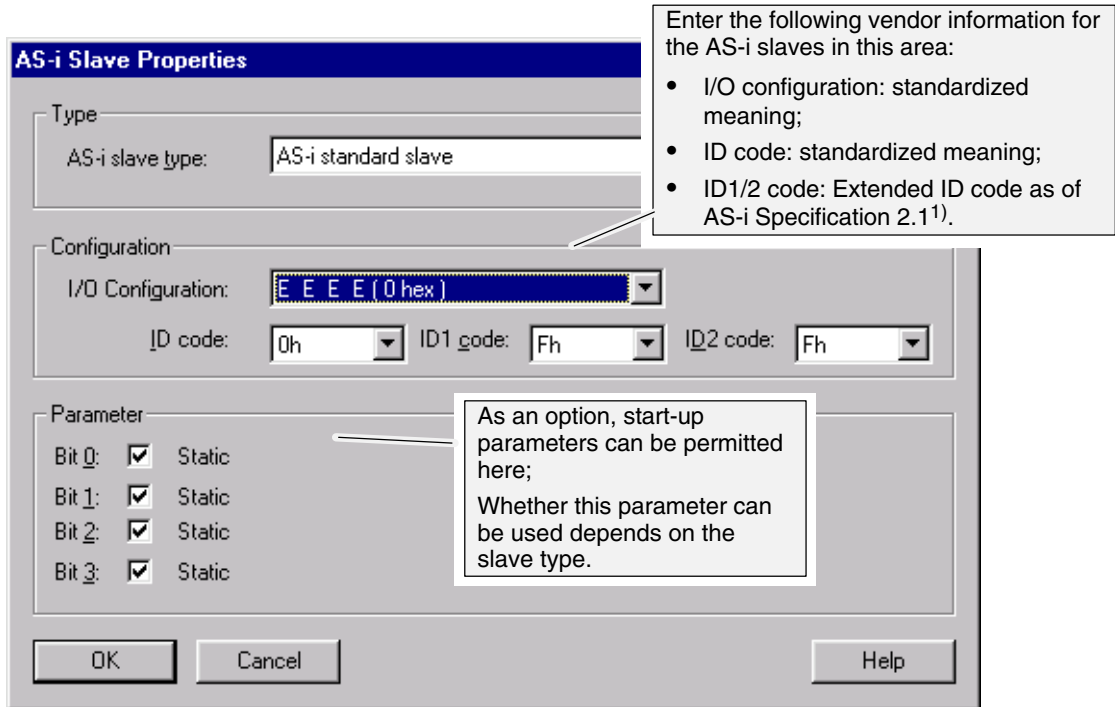 Enter the following vendor information for
the AS-i slaves in this area:
• I/O configuration: standardized
meaning;
• ID code: standardized meaning;
• ID1/2 code: Extended ID code as of
AS-i Specification 2.11).
AS-i Slave Properties
Type
AS-i slave type: AS-i standard slave
Configuration
I/O Configuration: E E E E ( 0 hex )
ID code: 0h ID1 code: Fh ID2 code: Fh
Parameter
Bit 0: Static
Bit 1: Static
Bit 2: Static
Bit 3: Static
As an option, start-up
parameters can be permitted
here;
Whether this parameter can
be used depends on the
slave type.
OK Cancel Help